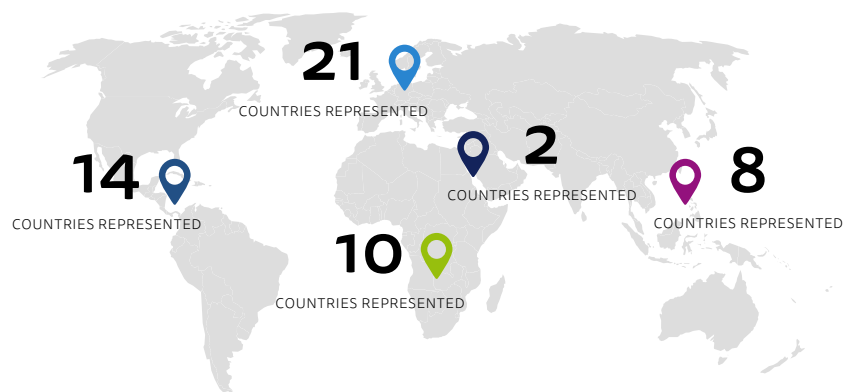 21
COUNTRIES REPRESENTED
2
COUNTRIES REPRESENTED
14
COUNTRIES REPRESENTED
8
COUNTRIES REPRESENTED
10
COUNTRIES REPRESENTED